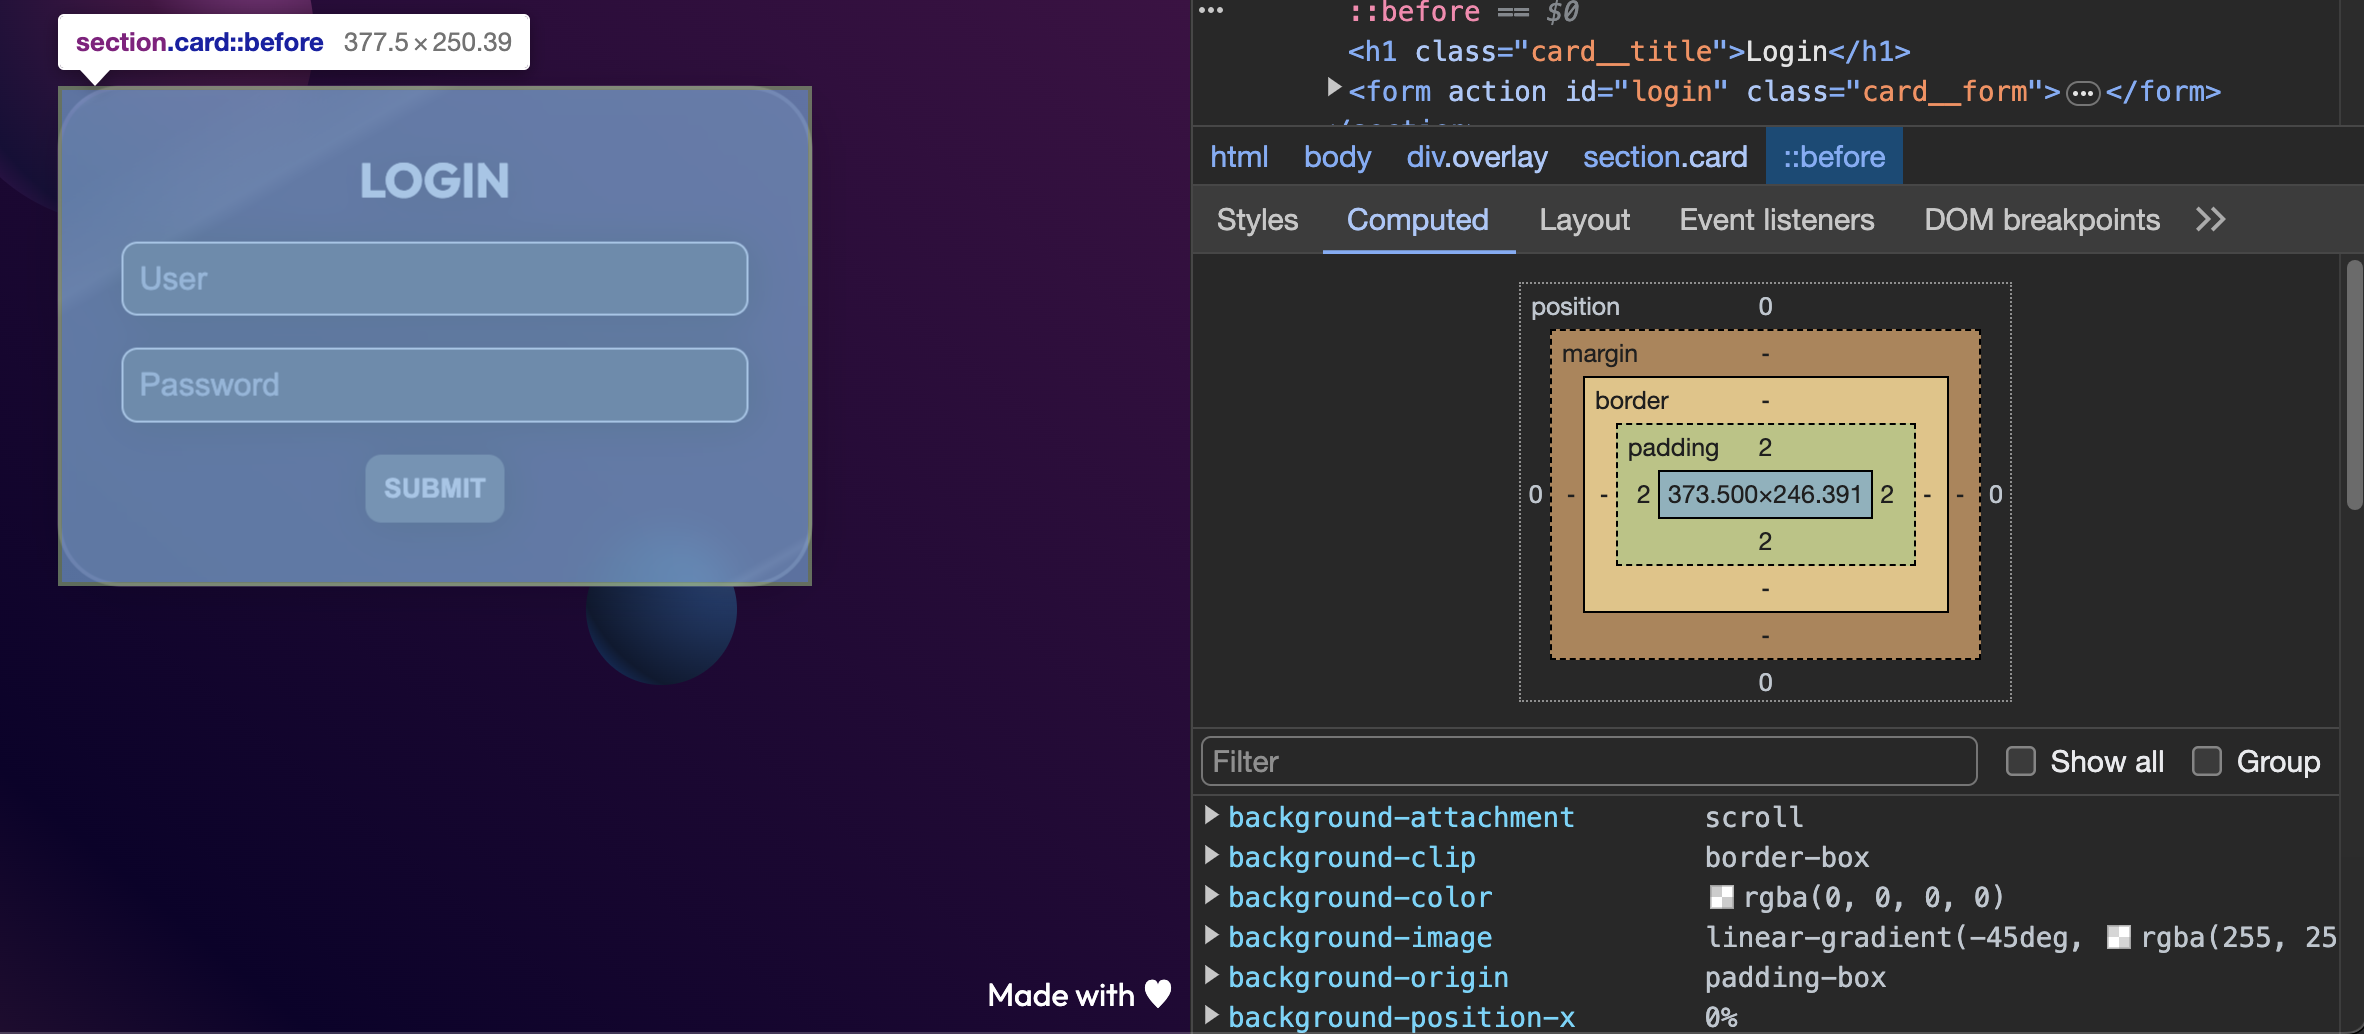 section.card::before 377.5×250.39
LOGIN
User
Password
SUBMIT
Made with
::before == $0
<h1 class="card__title">Login</h1>
<form action id="login" class="card__form"> ••• </form>
html body div.overlay section.card ::before
Styles Computed Layout Event listeners DOM breakpoints
position 0
margin -
border -
padding 2
0 - - 2 373.500×246.391 2 - - 0
2
-
-
0
Filter Show all Group
background-attachment scroll
background-clip border-box
background-color rgba(0, 0, 0, 0)
background-image linear-gradient(-45deg, rgba(255, 25
background-origin padding-box
background-position-x 0%